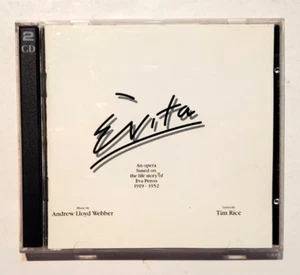 2
CD
Evita
An opera
based on
the life story of
Eva Peron
1919 - 1952
Music by
Andrew Lloyd Webber
Lyrics by
Tim Rice